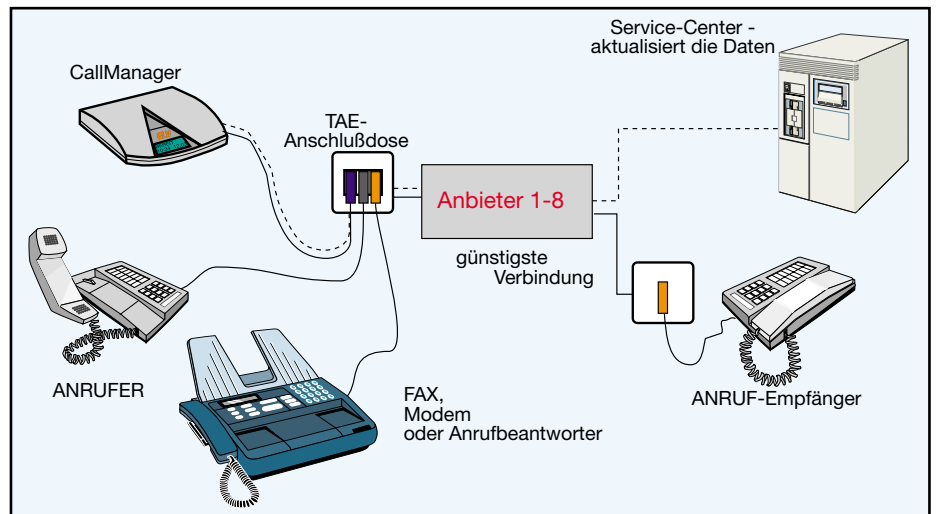 Service-Center -
aktualisiert die Daten
CallManager
TAE-
Anschlußdose
Anbieter 1-8
günstigste
Verbindung
ANRUFER
FAX,
Modem
oder Anrufbeantworter
ANRUF-Empfänger